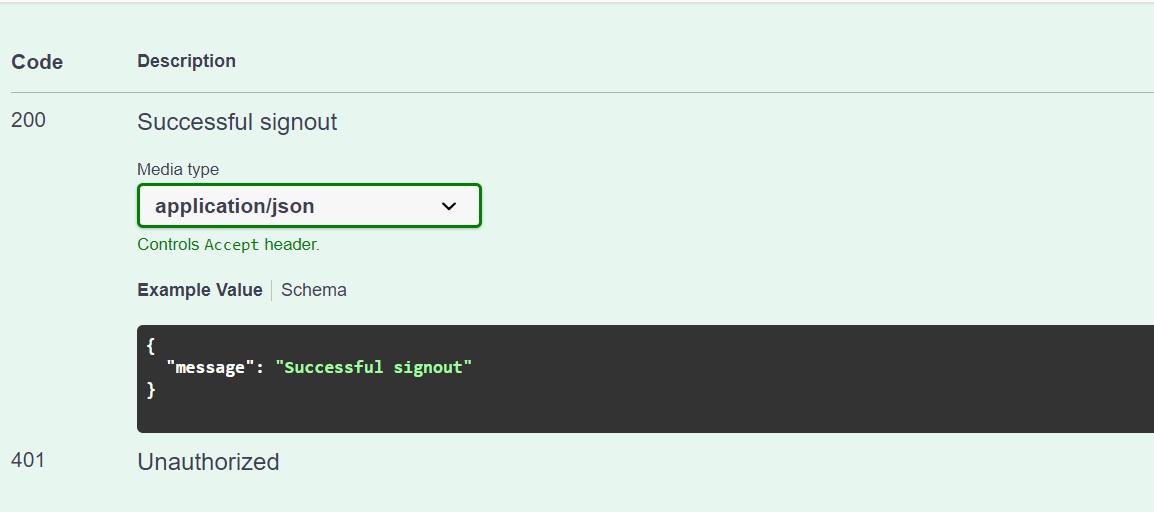 Code Description
200 Successful signout
Media type
application/json
Controls Accept header.
Example Value Schema
{
"message": "Successful signout"
}
401 Unauthorized